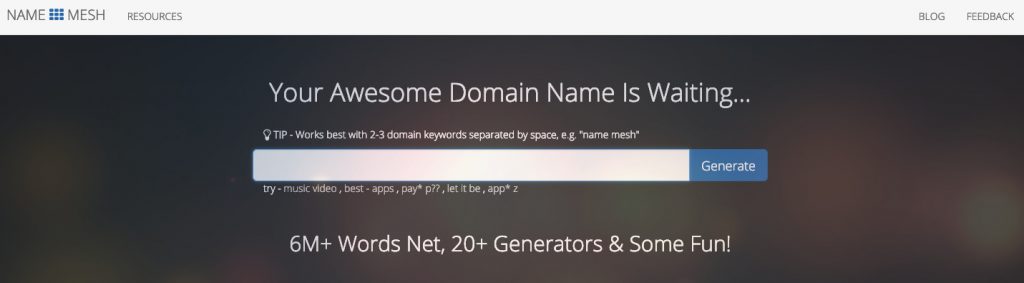 NAME MESH RESOURCES BLOG FEEDBACK
Your Awesome Domain Name Is Waiting...
TIP - Works best with 2-3 domain keywords separated by space, e.g. "name mesh"
Generate
try - music video , best - apps , pay* p?? , let it be , app* z
6M+ Words Net, 20+ Generators & Some Fun!